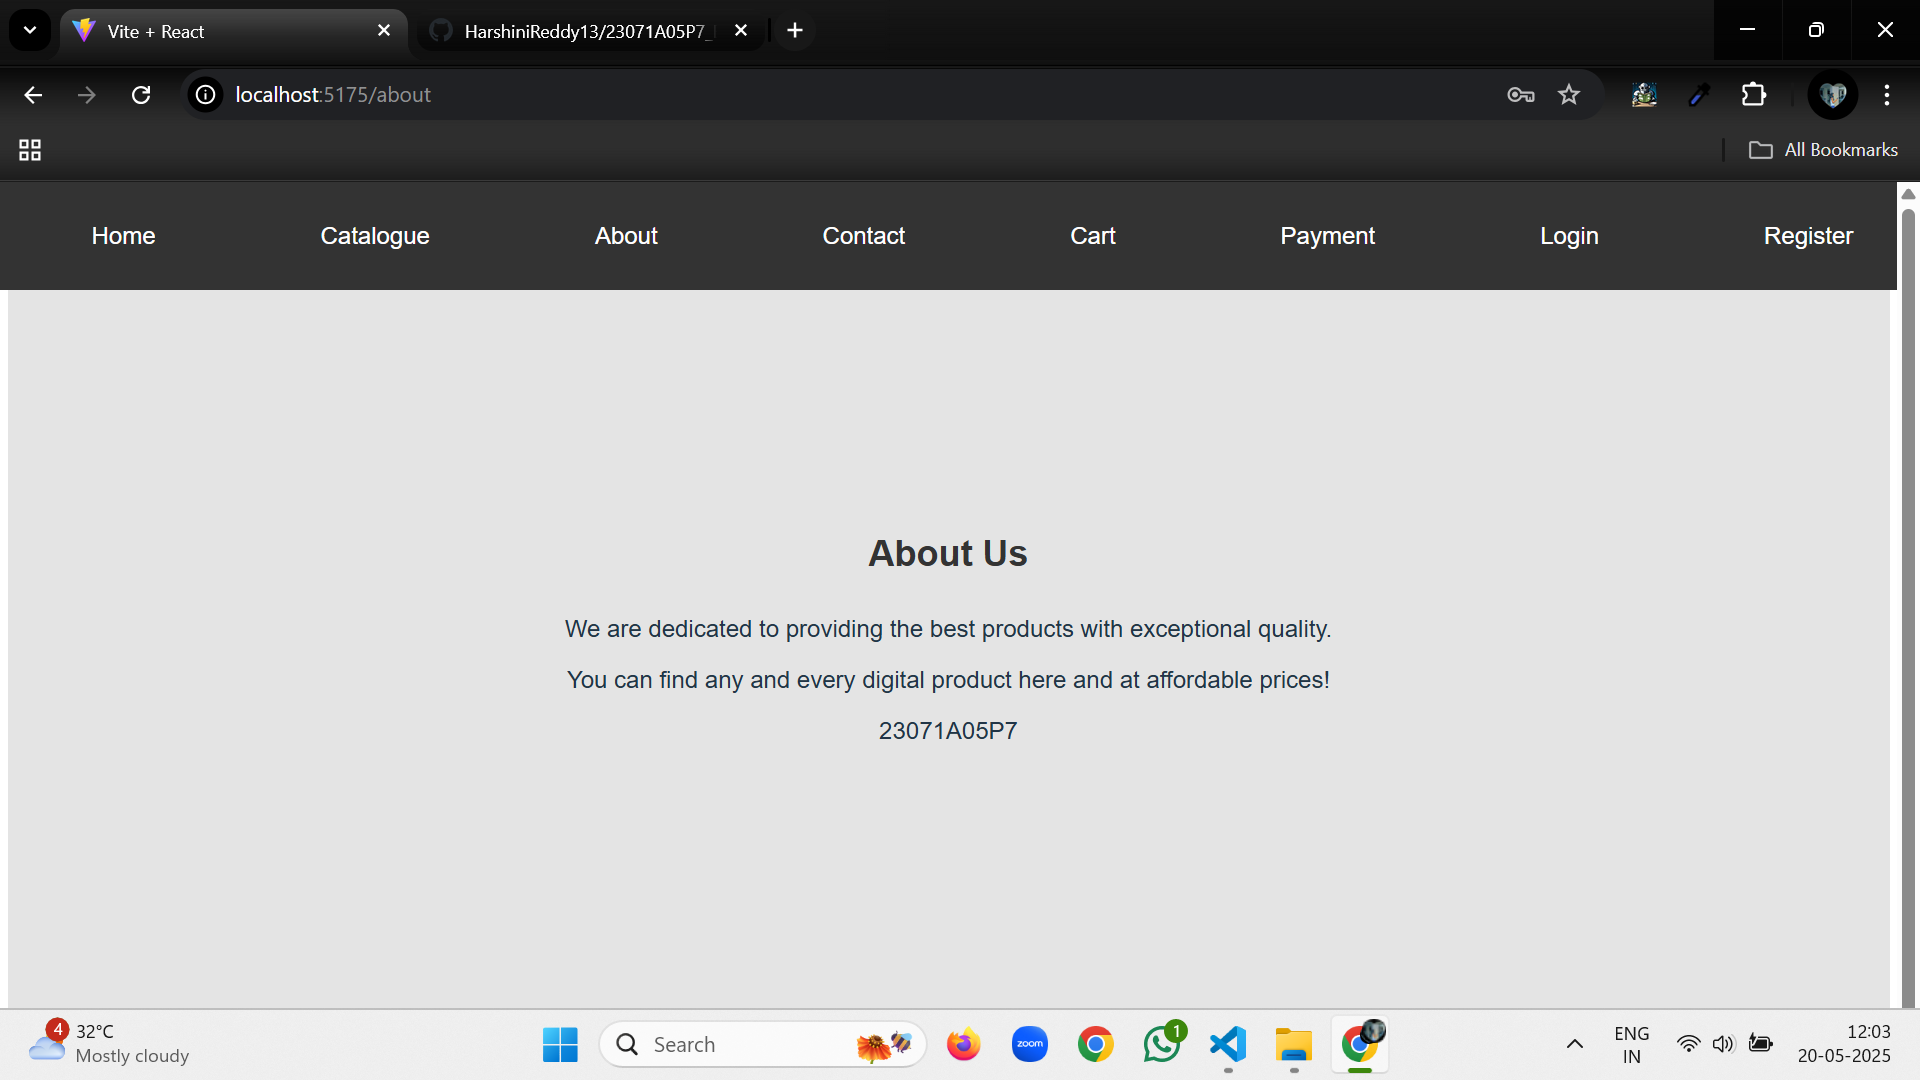 Vite + React
HarshiniReddy13/23071A05P7_
localhost:5175/about
All Bookmarks
Home Catalogue About Contact Cart Payment Login Register
About Us
We are dedicated to providing the best products with exceptional quality.
You can find any and every digital product here and at affordable prices!
23071A05P7
4
32°C
Mostly cloudy
Search
zoom
1
ENG
IN
12:03
20-05-2025